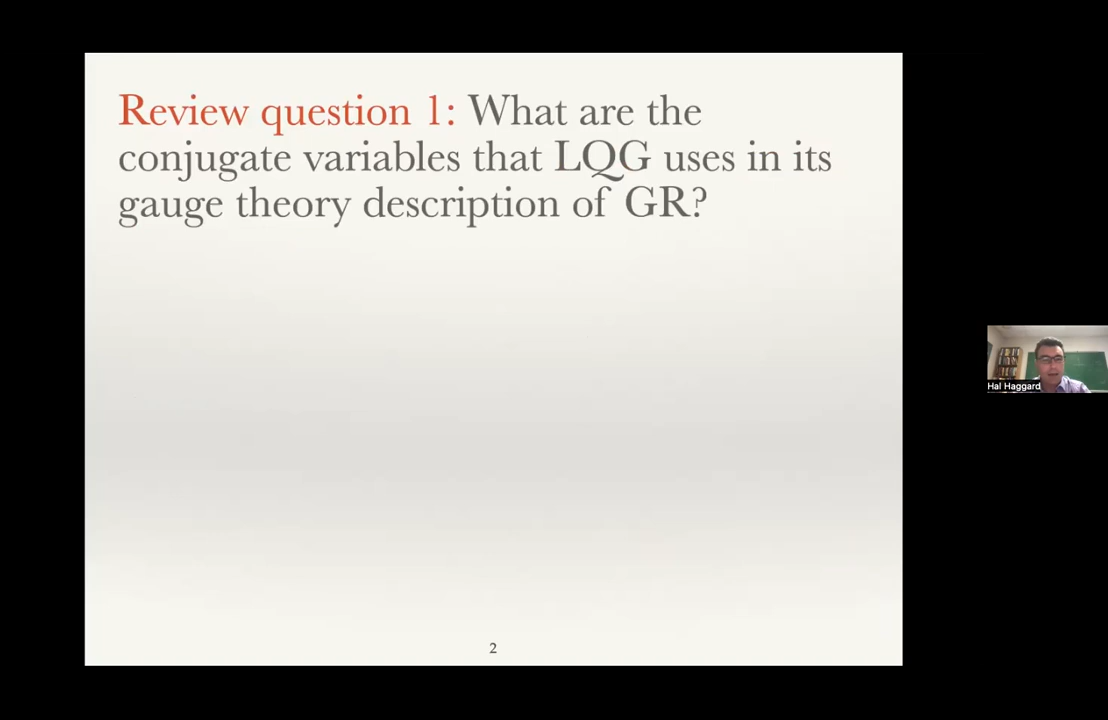 Review question 1: What are the
conjugate variables that LQG uses in its
gauge theory description of GR?
Hal Haggard
2